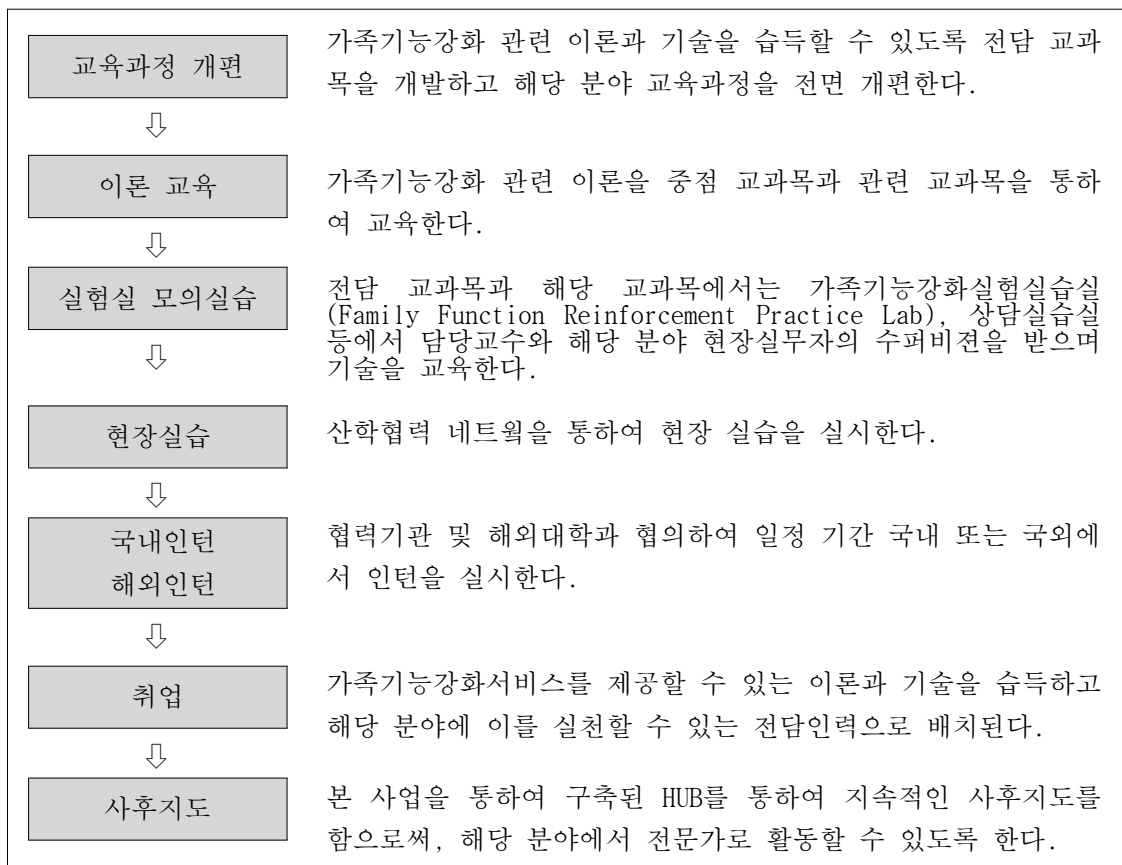 교육과정 개편
가족기능강화 관련 이론과 기술을 습득할 수 있도록 전담 교과
목을 개발하고 해당 분야 교육과정을 전면 개편한다.
⇩
이론 교육
가족기능강화 관련 이론을 중점 교과목과 관련 교과목을 통하
여 교육한다.
⇩
실험실 모의실습
전담 교과목과 해당 교과목에서는 가족기능강화실험실습실
(Family Function Reinforcement Practice Lab), 상담실습실
등에서 담당교수와 해당 분야 현장실무자의 수퍼비젼을 받으며
기술을 교육한다.
⇩
현장실습
산학협력 네트웍을 통하여 현장 실습을 실시한다.
⇩
국내인턴
해외인턴
협력기관 및 해외대학과 협의하여 일정 기간 국내 또는 국외에
서 인턴을 실시한다.
⇩
취업
가족기능강화서비스를 제공할 수 있는 이론과 기술을 습득하고
해당 분야에 이를 실천할 수 있는 전담인력으로 배치된다.
⇩
사후지도
본 사업을 통하여 구축된 HUB를 통하여 지속적인 사후지도를
함으로써, 해당 분야에서 전문가로 활동할 수 있도록 한다.